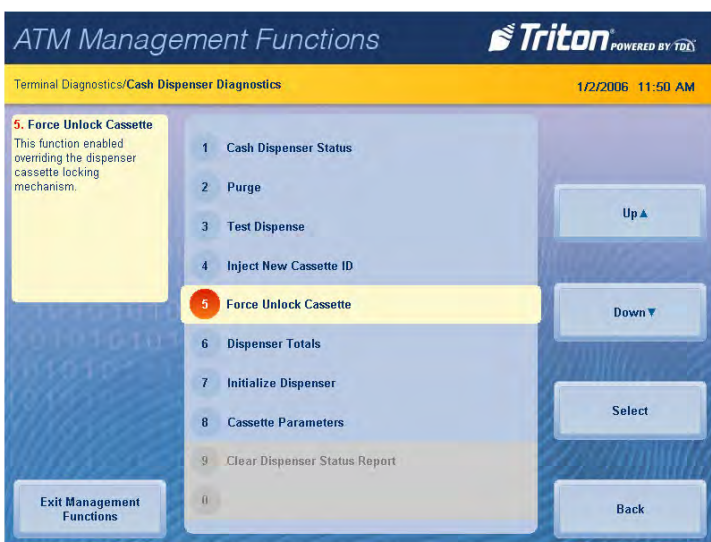 ATM Management Functions
Triton POWERED BY TDL
Terminal Diagnostics/Cash Dispenser Diagnostics
1/2/2006 11:50 AM
5. Force Unlock Cassette
This function enabled
overriding the dispenser
cassette locking
mechanism.
1 Cash Dispenser Status
2 Purge
3 Test Dispense
4 Inject New Cassette ID
5 Force Unlock Cassette
6 Dispenser Totals
7 Initialize Dispenser
8 Cassette Parameters
9 Clear Dispenser Status Report
0
Up▲
Down▼
Select
Back
Exit Management
Functions